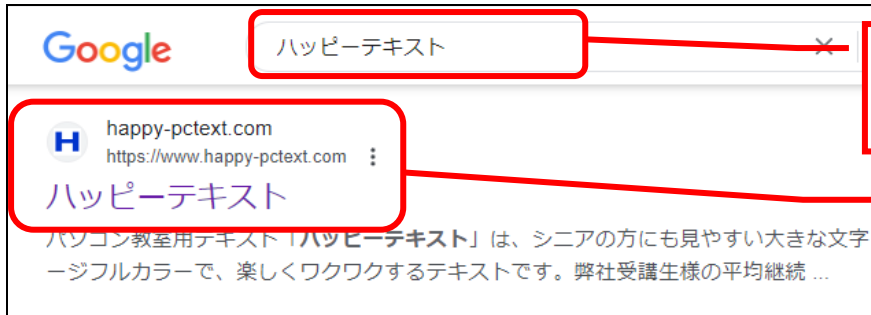 Google
ハッピーテキスト
H
happy-pctext.com
https://www.happy-pctext.com
ハッピーテキスト
パソコン教室用テキスト「ハッピーテキスト」は、シニアの方にも見やすい大きな文字
ージフルカラーで、楽しくワクワクするテキストです。弊社受講生様の平均継続 ...